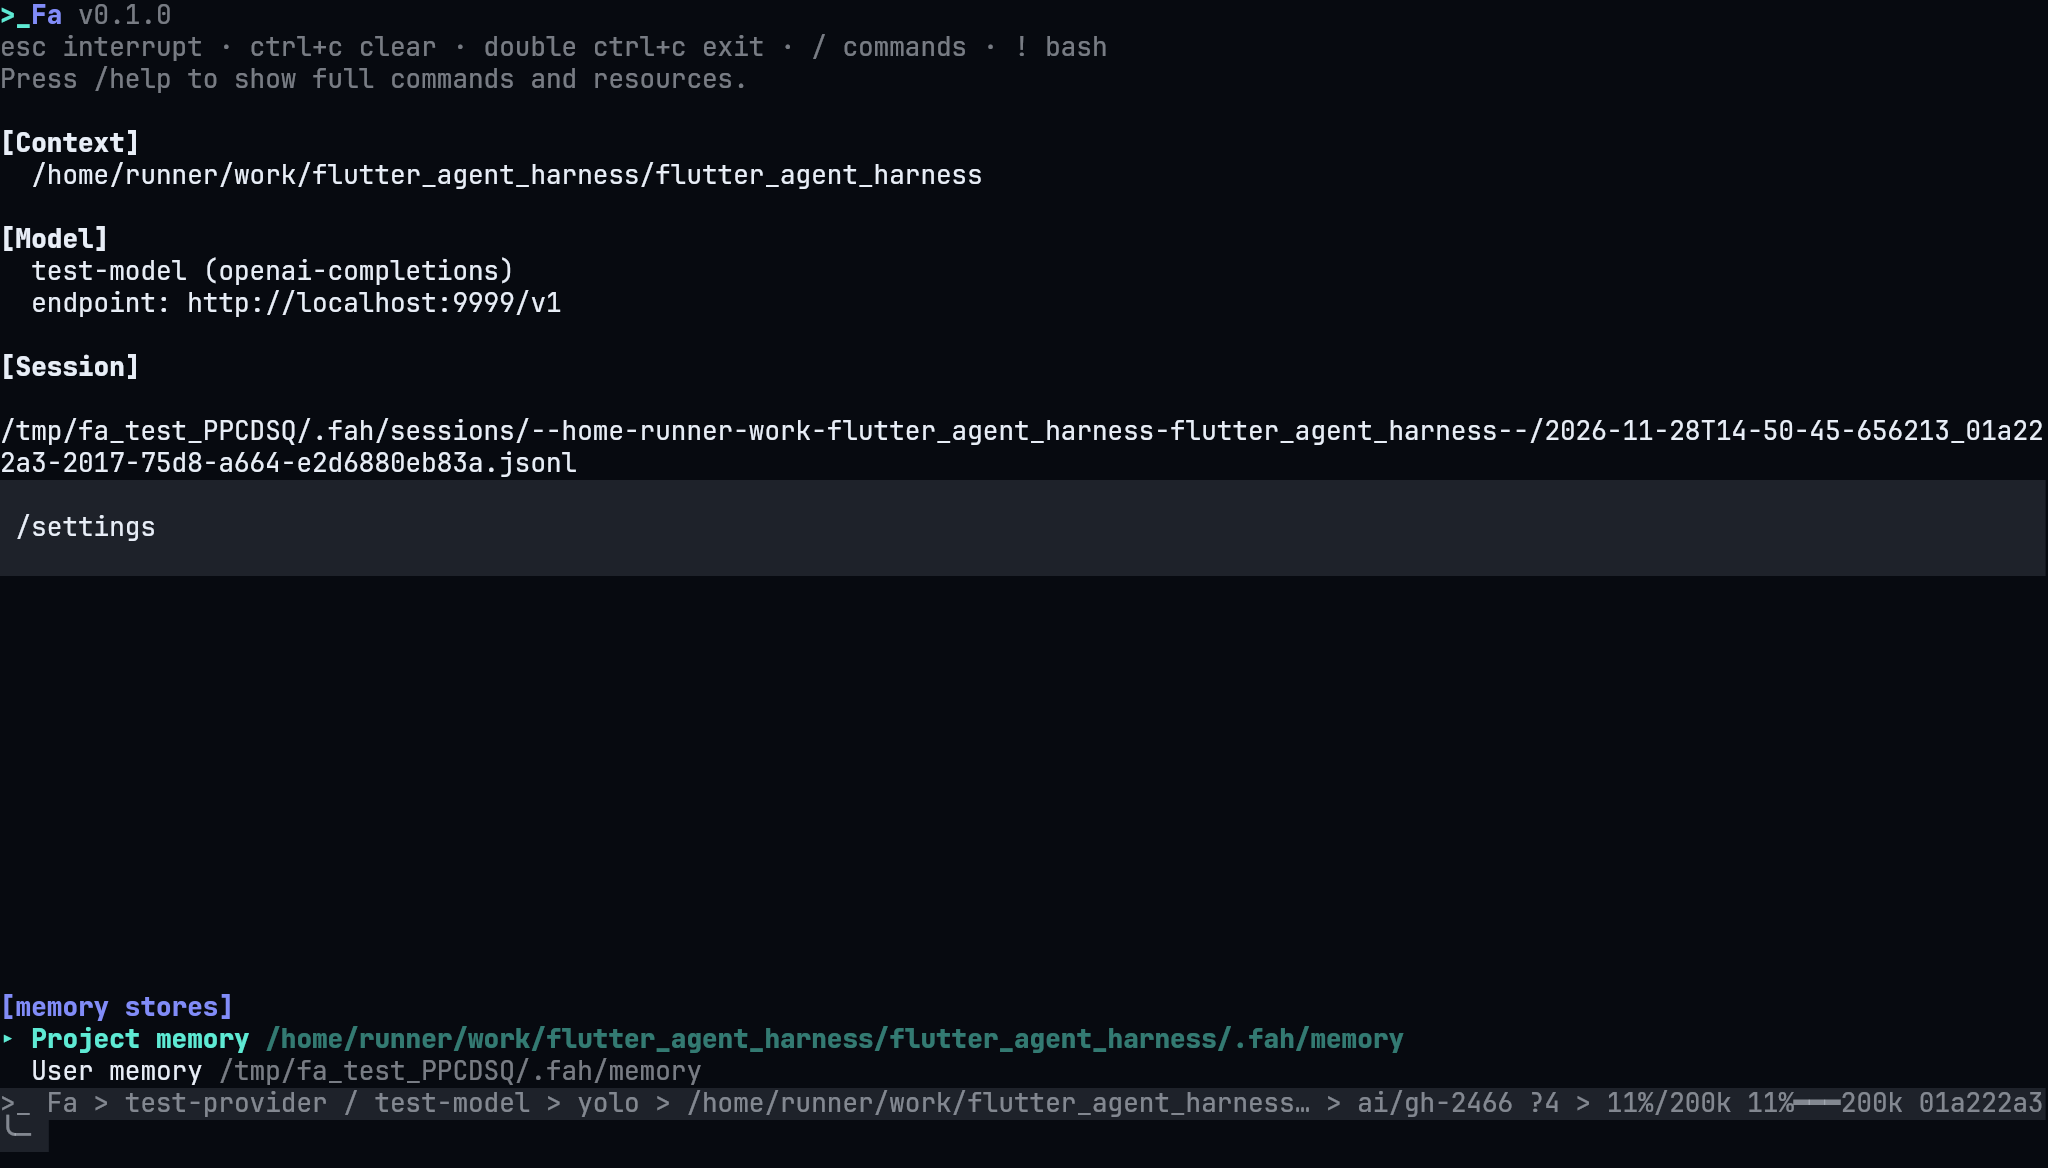 >_Fa v0.1.0
esc interrupt · ctrl+c clear · double ctrl+c exit · / commands · ! bash
Press /help to show full commands and resources.
[Context]
/home/runner/work/flutter_agent_harness/flutter_agent_harness
[Model]
test-model (openai-completions)
endpoint: http://localhost:9999/v1
[Session]
/tmp/fa_test_PPCDSQ/.fah/sessions/--home-runner-work-flutter_agent_harness-flutter_agent_harness--/2026-11-28T14-50-45-656213_01a22
2a3-2017-75d8-a664-e2d6880eb83a.jsonl
/settings
[memory stores]
▸ Project memory /home/runner/work/flutter_agent_harness/flutter_agent_harness/.fah/memory
User memory /tmp/fa_test_PPCDSQ/.fah/memory
>_ Fa > test-provider / test-model > yolo > /home/runner/work/flutter_agent_harness… > ai/gh-2466 ?4 > 11%/200k 11%━━━200k 01a222a3
╰─